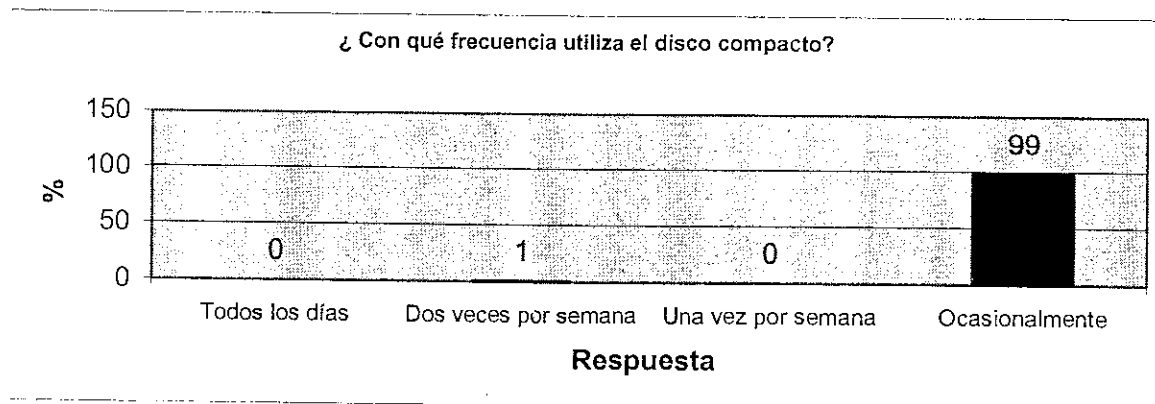 ¿ Con qué frecuencia utiliza el disco compacto?
150
100
50
0
%
0
1
0
99
Todos los días
Dos veces por semana
Una vez por semana
Ocasionalmente
Respuesta